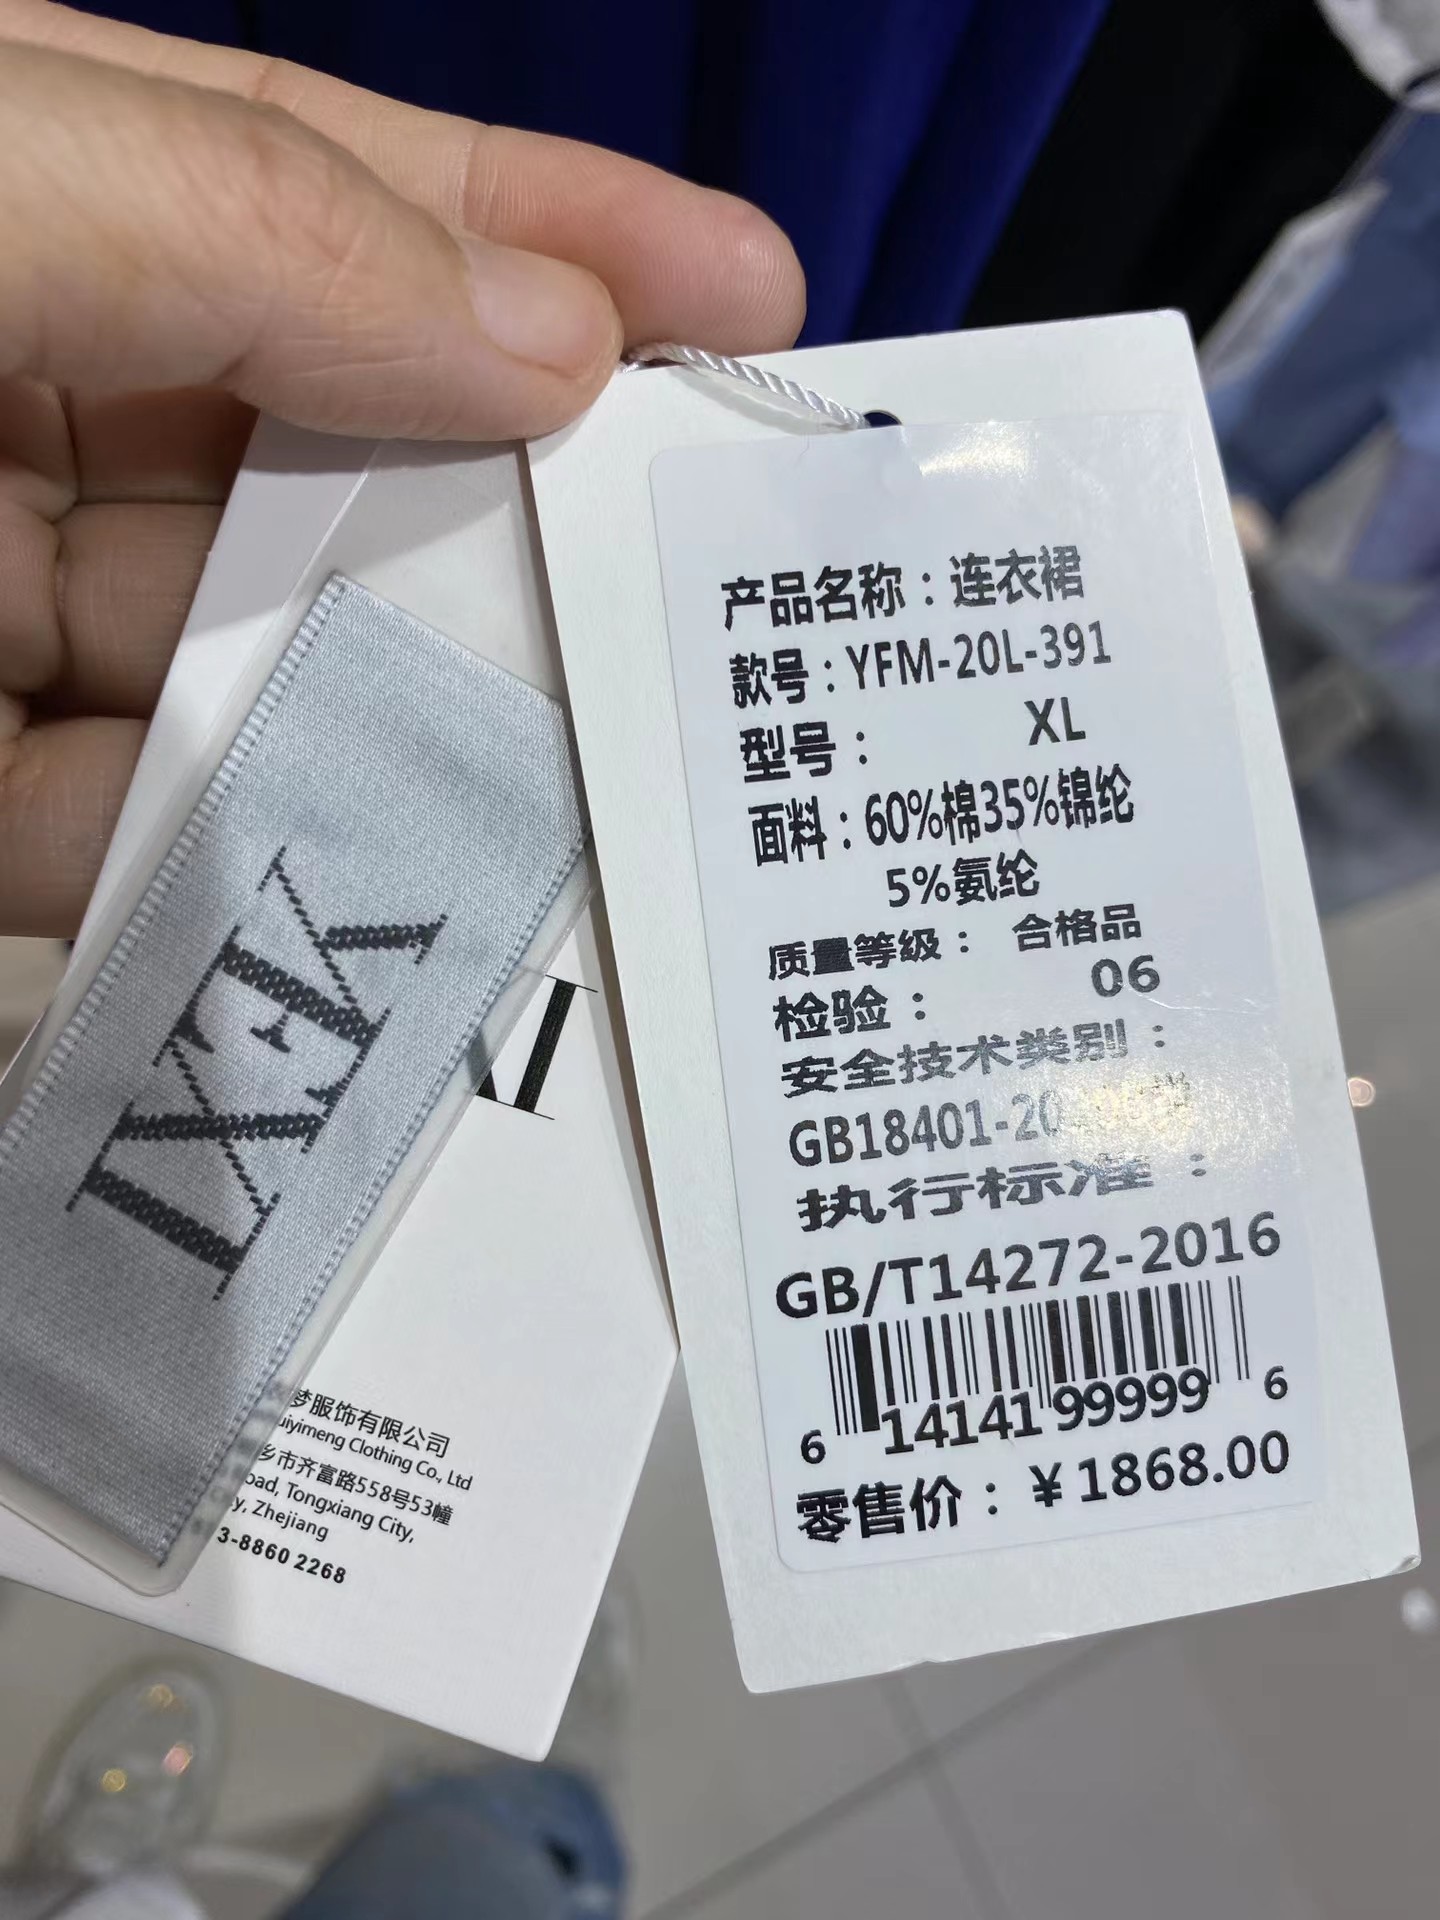 产品名称：连衣裙
款号：YFM-20L-391
型号： XL
面料：60%棉35%锦纶
5%氨纶
质量等级： 合格品
检验： 06
安全技术类别：
GB18401-20
执行标准：
GB/T14272-2016
6 14141 99999 6
零售价：￥1868.00
梦服饰有限公司
uiyimeng Clothing Co., Ltd
乡市齐富路558号53幢
oad, Tongxiang City,
y, Zhejiang
3-8860 2268